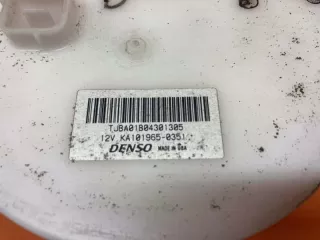 TJBA01B04301305
12V KA101965-0351
DENSO MADE IN USA